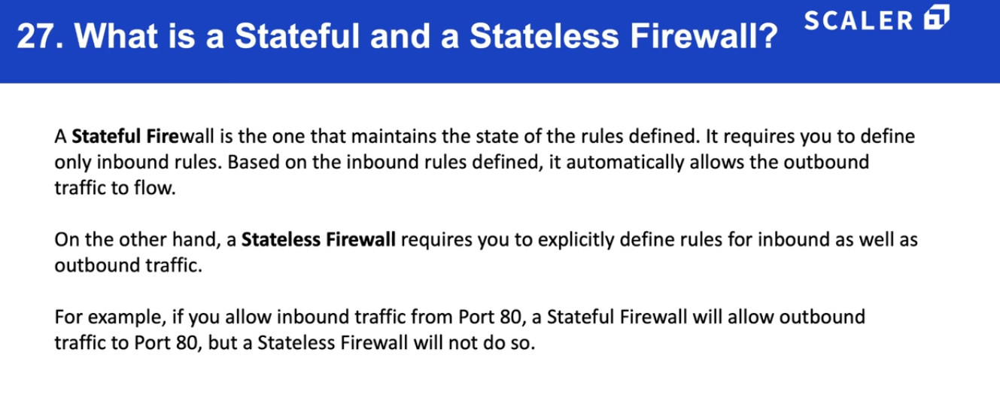 27. What is a Stateful and a Stateless Firewall?
SCALER
A Stateful Firewall is the one that maintains the state of the rules defined. It requires you to define
only inbound rules. Based on the inbound rules defined, it automatically allows the outbound
traffic to flow.
On the other hand, a Stateless Firewall requires you to explicitly define rules for inbound as well as
outbound traffic.
For example, if you allow inbound traffic from Port 80, a Stateful Firewall will allow outbound
traffic to Port 80, but a Stateless Firewall will not do so.